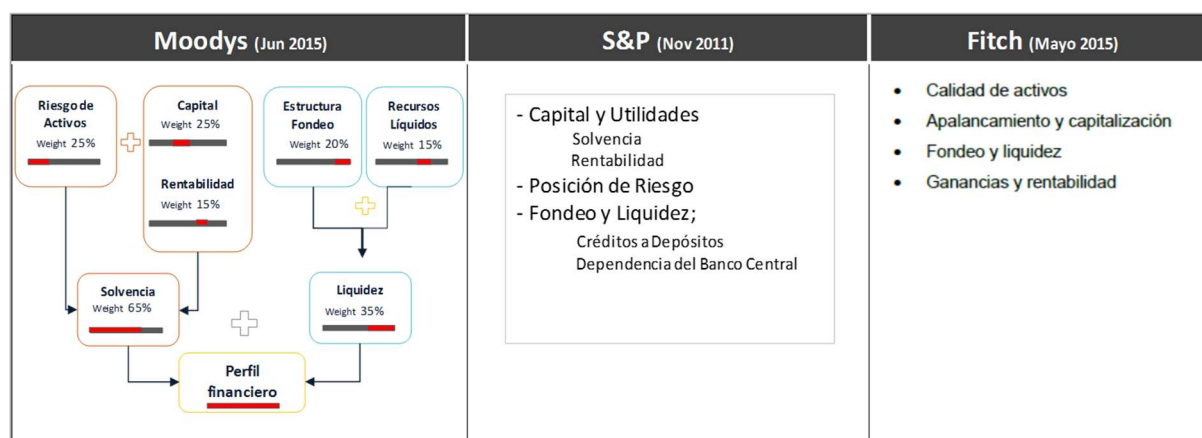 Moodys (Jun 2015)
S&P (Nov 2011)
Fitch (Mayo 2015)
Riesgo de
Activos
Weight 25%
Capital
Weight 25%
Rentabilidad
Weight 15%
Estructura
Fondeo
Weight 20%
Recursos
Líquidos
Weight 15%
Solvencia
Weight 65%
Liquidez
Weight 35%
Perfil
financiero
- Capital y Utilidades
Solvencia
Rentabilidad
- Posición de Riesgo
- Fondeo y Liquidez;
Créditos a Depósitos
Dependencia del Banco Central
• Calidad de activos
• Apalancamiento y capitalización
• Fondeo y liquidez
• Ganancias y rentabilidad